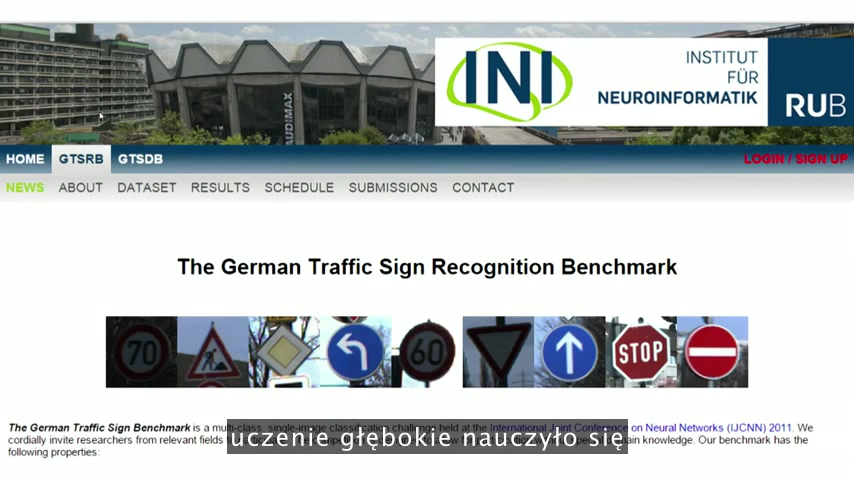 AUDIMAX
INI
INSTITUT
FÜR
NEUROINFORMATIK
RUB
HOME GTSRB GTSDB
LOGIN / SIGN UP
NEWS ABOUT DATASET RESULTS SCHEDULE SUBMISSIONS CONTACT
The German Traffic Sign Recognition Benchmark
70
60
STOP
The German Traffic Sign Benchmark is a multi-class, single-image classification challenge held at the International Joint Conference on Neural Networks (IJCNN) 2011. We
cordially invite researchers from relevant fields domain knowledge. Our benchmark has the
following properties:
uczenie głębokie nauczyło się